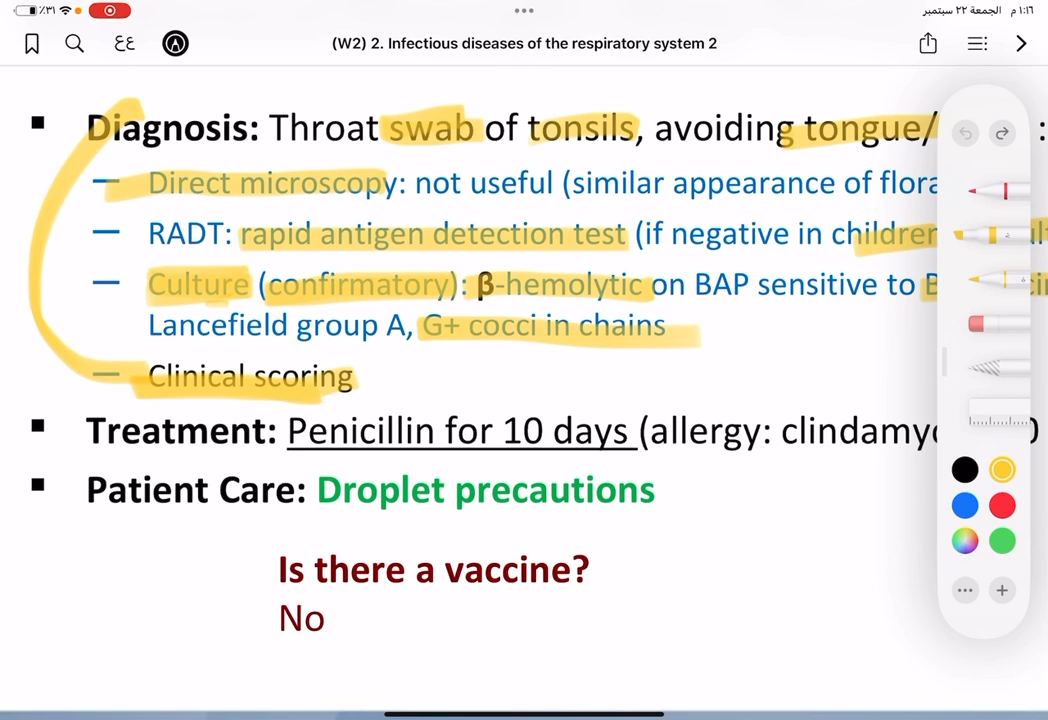 ٪٣١
١:١٦ م الجمعة ٢٢ سبتمبر
(W2) 2. Infectious diseases of the respiratory system 2
Diagnosis: Throat swab of tonsils, avoiding tongue/ :
— Direct microscopy: not useful (similar appearance of flora
— RADT: rapid antigen detection test (if negative in children
— Culture (confirmatory): β-hemolytic on BAP sensitive to B
Lancefield group A, G+ cocci in chains
— Clinical scoring
Treatment: Penicillin for 10 days (allergy:
Patient Care: Droplet precautions
Is there a vaccine?
No